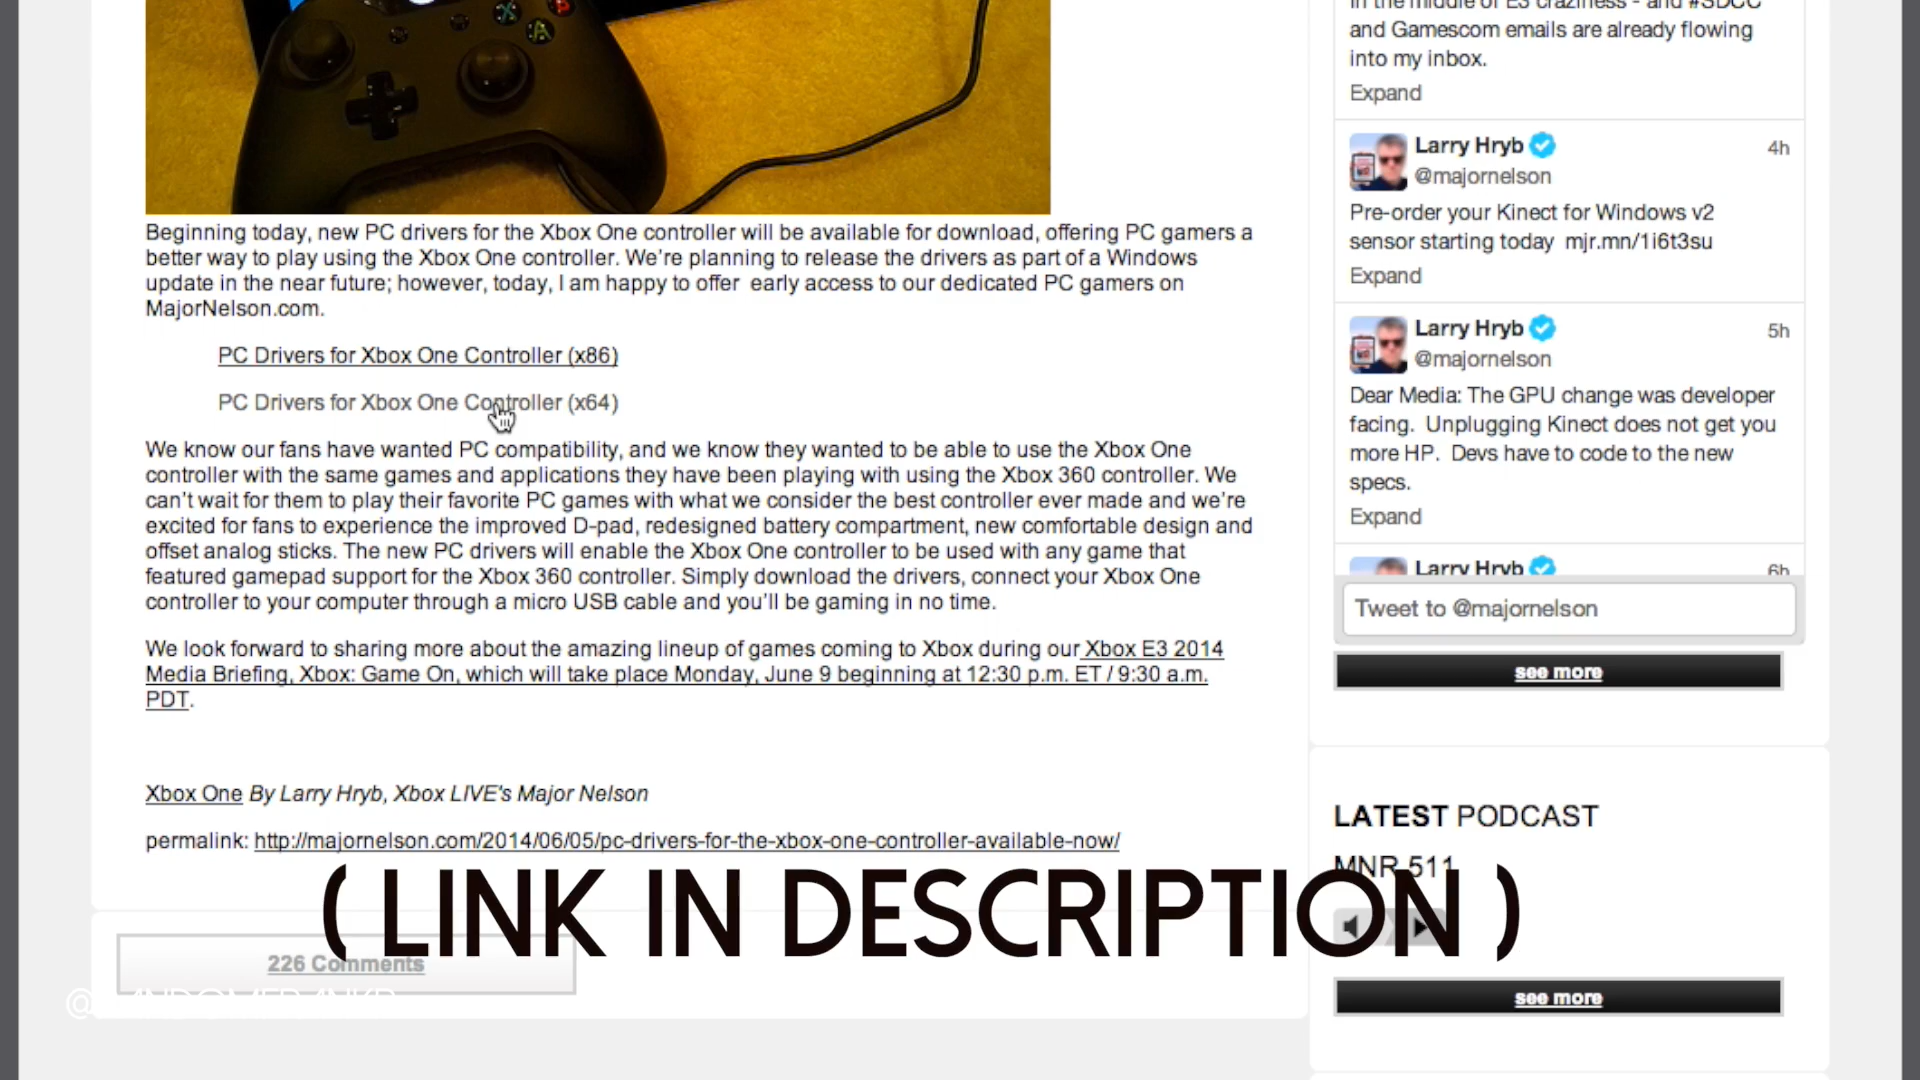 Beginning today, new PC drivers for the Xbox One controller will be available for download, offering PC gamers a
better way to play using the Xbox One controller. We're planning to release the drivers as part of a Windows
update in the near future; however, today, I am happy to offer  early access to our dedicated PC gamers on
MajorNelson.com.
PC Drivers for Xbox One Controller (x86)
PC Drivers for Xbox One Controller (x64)
We know our fans have wanted PC compatibility, and we know they wanted to be able to use the Xbox One
controller with the same games and applications they have been playing with using the Xbox 360 controller. We
can't wait for them to play their favorite PC games with what we consider the best controller ever made and we're
excited for fans to experience the improved D-pad, redesigned battery compartment, new comfortable design and
offset analog sticks. The new PC drivers will enable the Xbox One controller to be used with any game that
featured gamepad support for the Xbox 360 controller. Simply download the drivers, connect your Xbox One
controller to your computer through a micro USB cable and you'll be gaming in no time.
We look forward to sharing more about the amazing lineup of games coming to Xbox during our Xbox E3 2014
Media Briefing, Xbox: Game On, which will take place Monday, June 9 beginning at 12:30 p.m. ET / 9:30 a.m.
PDT.
Xbox One By Larry Hryb, Xbox LIVE's Major Nelson
permalink: http://majornelson.com/2014/06/05/pc-drivers-for-the-xbox-one-controller-available-now/
( LINK IN DESCRIPTION )
226 Comments
in the middle of E3 craziness - and #SDCC
and Gamescom emails are already flowing
into my inbox.
Expand
Larry Hryb 4h
@majornelson
Pre-order your Kinect for Windows v2
sensor starting today  mjr.mn/1i6t3su
Expand
Larry Hryb 5h
@majornelson
Dear Media: The GPU change was developer
facing.  Unplugging Kinect does not get you
more HP.  Devs have to code to the new
specs.
Expand
Larry Hryb 6h
Tweet to @majornelson
see more
LATEST PODCAST
MNR 511
see more